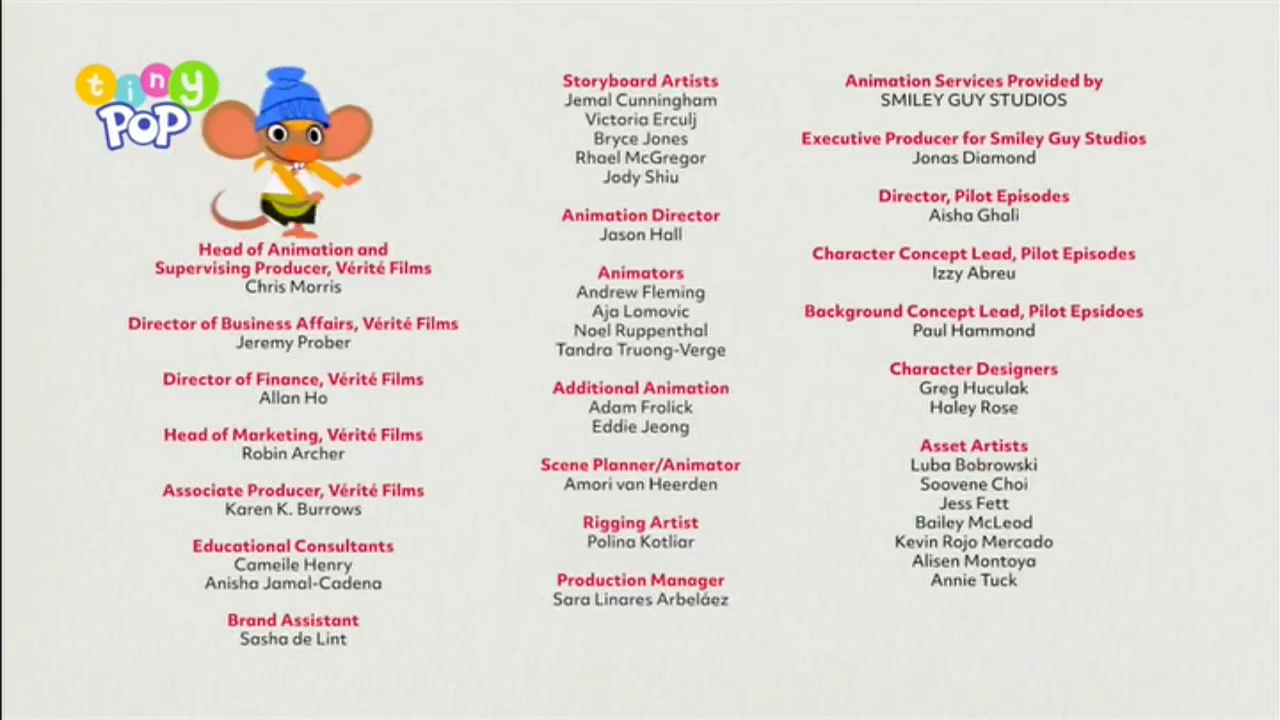 tiny
POP
Head of Animation and
Supervising Producer, Vérité Films
Chris Morris
Director of Business Affairs, Vérité Films
Jeremy Prober
Director of Finance, Vérité Films
Allan Ho
Head of Marketing, Vérité Films
Robin Archer
Associate Producer, Vérité Films
Karen K. Burrows
Educational Consultants
Cameile Henry
Anisha Jamal-Cadena
Brand Assistant
Sasha de Lint
Storyboard Artists
Jemal Cunningham
Victoria Erculj
Bryce Jones
Rhael McGregor
Jody Shiu
Animation Director
Jason Hall
Animators
Andrew Fleming
Aja Lomovic
Noel Ruppenthal
Tandra Truong-Verge
Additional Animation
Adam Frolick
Eddie Jeong
Scene Planner/Animator
Amori van Heerden
Rigging Artist
Polina Kotliar
Production Manager
Sara Linares Arbeláez
Animation Services Provided by
SMILEY GUY STUDIOS
Executive Producer for Smiley Guy Studios
Jonas Diamond
Director, Pilot Episodes
Aisha Ghali
Character Concept Lead, Pilot Episodes
Izzy Abreu
Background Concept Lead, Pilot Epsidoes
Paul Hammond
Character Designers
Greg Huculak
Haley Rose
Asset Artists
Luba Bobrowski
Soovene Choi
Jess Fett
Bailey McLeod
Kevin Rojo Mercado
Alisen Montoya
Annie Tuck